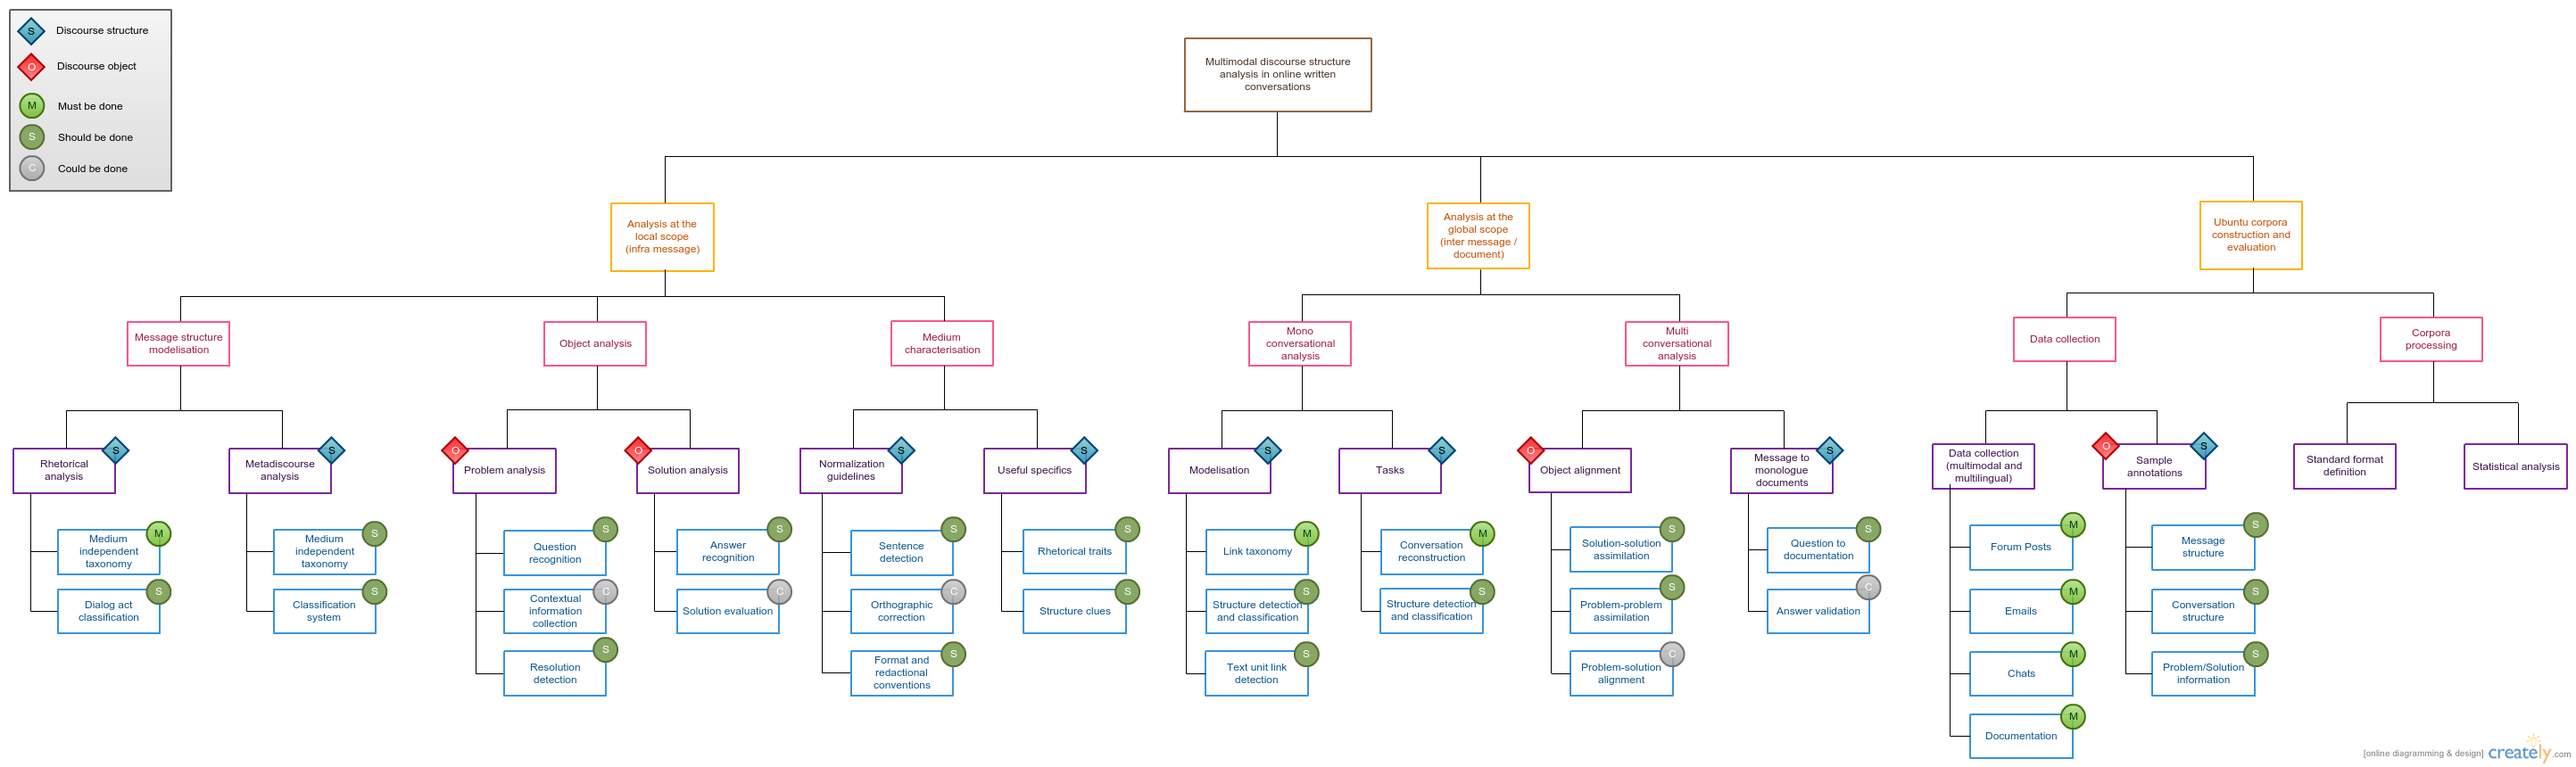 S Discourse structure
O Discourse object
M Must be done
S Should be done
C Could be done
Multimodal discourse structure
analysis in online written
conversations
Analysis at the
local scope
(infra message)
Analysis at the
global scope
(inter message /
document)
Ubuntu corpora
construction and
evaluation
Message structure
modelisation
Object analysis
Medium
characterisation
Mono
conversational
analysis
Multi
conversational
analysis
Data collection
Corpora
processing
S
Rhetorical
analysis
S
Metadiscourse
analysis
O
Problem analysis
O
Solution analysis
S
Normalization
guidelines
S
Useful specifics
S
Modelisation
S
Tasks
O
Object alignment
S
Message to
monologue
documents
Data collection
(multimodal and
multilingual)
O
S
Sample
annotations
Standard format
definition
Statistical analysis
M
Medium
independent
taxonomy
S
Dialog act
classification
S
Medium
independent
taxonomy
S
Classification
system
S
Question
recognition
C
Contextual
information
collection
S
Resolution
detection
S
Answer
recognition
C
Solution evaluation
S
Sentence
detection
C
Orthographic
correction
S
Format and
redactional
conventions
S
Rhetorical traits
S
Structure clues
M
Link taxonomy
S
Structure detection
and classification
S
Text unit link
detection
M
Conversation
reconstruction
S
Structure detection
and classification
S
Solution-solution
assimilation
S
Problem-problem
assimilation
C
Problem-solution
alignment
S
Question to
documentation
C
Answer validation
M
Forum Posts
M
Emails
M
Chats
M
Documentation
S
Message
structure
S
Conversation
structure
S
Problem/Solution
information
[online diagramming & design] creately.com